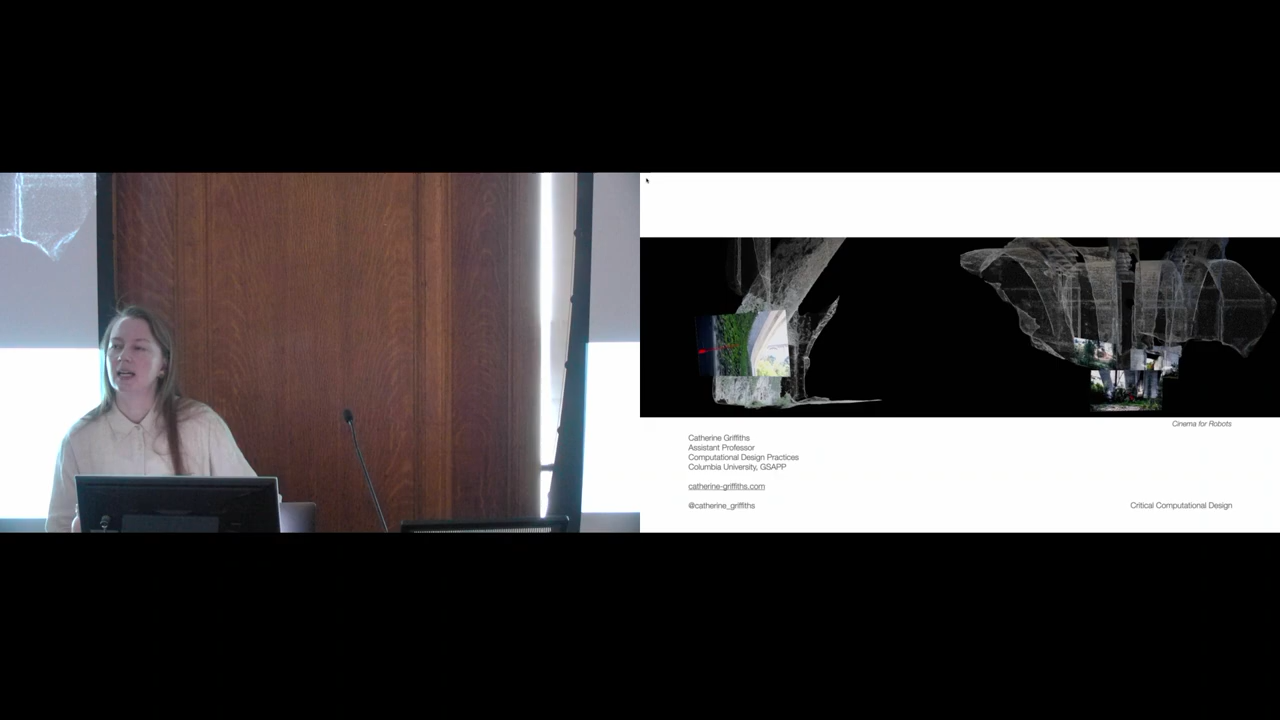 Cinema for Robots
Catherine Griffiths
Assistant Professor
Computational Design Practices
Columbia University, GSAPP
catherine-griffiths.com
@catherine_griffiths
Critical Computational Design